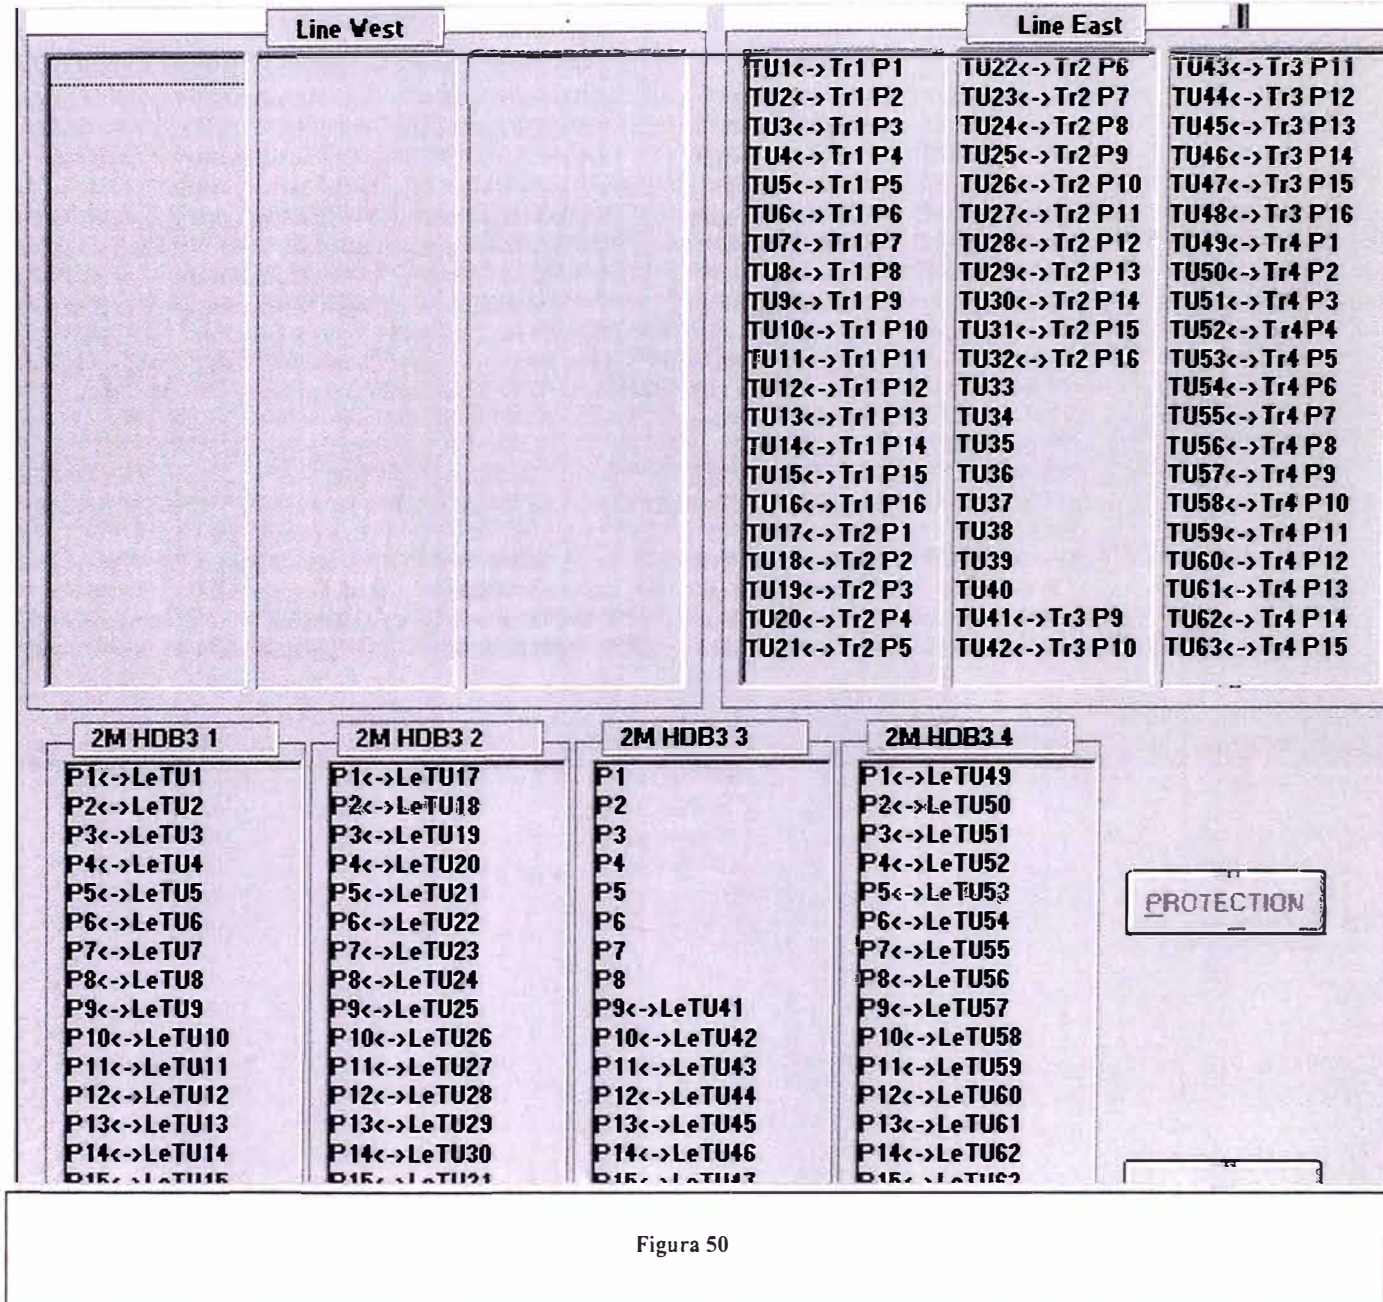 Line West
Line East
TU1<->Tr1 P1
TU2<->Tr1 P2
TU3<->Tr1 P3
TU4<->Tr1 P4
TU5<->Tr1 P5
TU6<->Tr1 P6
TU7<->Tr1 P7
TU8<->Tr1 P8
TU9<->Tr1 P9
TU10<->Tr1 P10
TU11<->Tr1 P11
TU12<->Tr1 P12
TU13<->Tr1 P13
TU14<->Tr1 P14
TU15<->Tr1 P15
TU16<->Tr1 P16
TU17<->Tr2 P1
TU18<->Tr2 P2
TU19<->Tr2 P3
TU20<->Tr2 P4
TU21<->Tr2 P5
TU22<->Tr2 P6
TU23<->Tr2 P7
TU24<->Tr2 P8
TU25<->Tr2 P9
TU26<->Tr2 P10
TU27<->Tr2 P11
TU28<->Tr2 P12
TU29<->Tr2 P13
TU30<->Tr2 P14
TU31<->Tr2 P15
TU32<->Tr2 P16
TU33
TU34
TU35
TU36
TU37
TU38
TU39
TU40
TU41<->Tr3 P9
TU42<->Tr3 P10
TU43<->Tr3 P11
TU44<->Tr3 P12
TU45<->Tr3 P13
TU46<->Tr3 P14
TU47<->Tr3 P15
TU48<->Tr3 P16
TU49<->Tr4 P1
TU50<->Tr4 P2
TU51<->Tr4 P3
TU52<->Tr4 P4
TU53<->Tr4 P5
TU54<->Tr4 P6
TU55<->Tr4 P7
TU56<->Tr4 P8
TU57<->Tr4 P9
TU58<->Tr4 P10
TU59<->Tr4 P11
TU60<->Tr4 P12
TU61<->Tr4 P13
TU62<->Tr4 P14
TU63<->Tr4 P15
2M HDB3 1
P1<->LeTU1
P2<->LeTU2
P3<->LeTU3
P4<->LeTU4
P5<->LeTU5
P6<->LeTU6
P7<->LeTU7
P8<->LeTU8
P9<->LeTU9
P10<->LeTU10
P11<->LeTU11
P12<->LeTU12
P13<->LeTU13
P14<->LeTU14
P15<->LeTU15
2M HDB3 2
P1<->LeTU17
P2<->LeTU18
P3<->LeTU19
P4<->LeTU20
P5<->LeTU21
P6<->LeTU22
P7<->LeTU23
P8<->LeTU24
P9<->LeTU25
P10<->LeTU26
P11<->LeTU27
P12<->LeTU28
P13<->LeTU29
P14<->LeTU30
P15<->LeTU31
2M HDB3 3
P1
P2
P3
P4
P5
P6
P7
P8
P9<->LeTU41
P10<->LeTU42
P11<->LeTU43
P12<->LeTU44
P13<->LeTU45
P14<->LeTU46
P15<->LeTU47
2M HDB3 4
P1<->LeTU49
P2<->LeTU50
P3<->LeTU51
P4<->LeTU52
P5<->LeTU53
P6<->LeTU54
P7<->LeTU55
P8<->LeTU56
P9<->LeTU57
P10<->LeTU58
P11<->LeTU59
P12<->LeTU60
P13<->LeTU61
P14<->LeTU62
P15<->LeTU63
PROTECTION
Figura 50